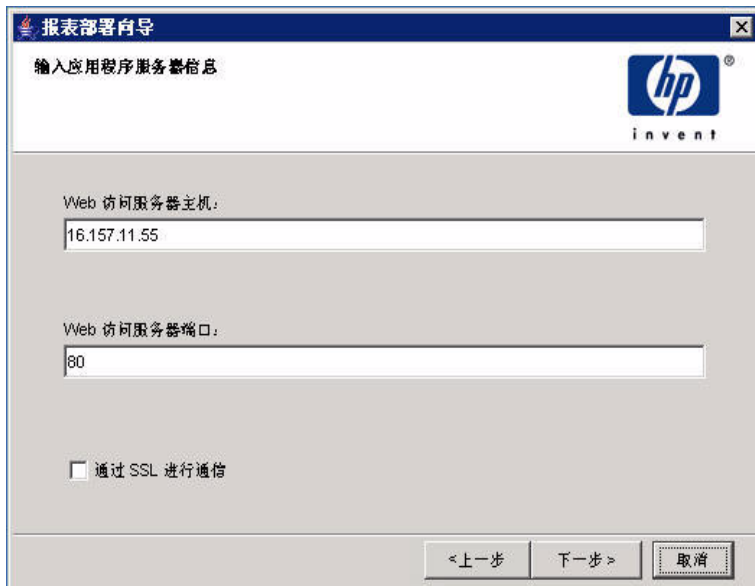 报表部署向导
输入应用程序服务器信息
hp
®
invent
Web 访问服务器主机:
16.157.11.55
Web 访问服务器端口:
80
通过 SSL 进行通信
<上一步
下一步>
取消